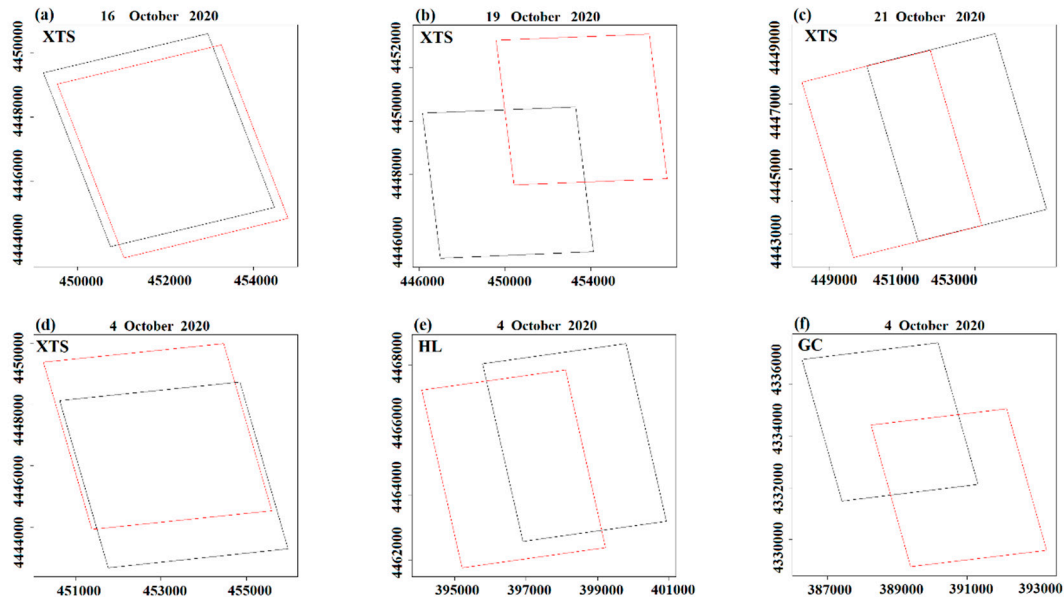 (a) 16 October 2020
XTS
4450000
4448000
4446000
4444000
450000 452000 454000
(b) 19 October 2020
XTS
4452000
4450000
4448000
4446000
446000 450000 454000
(c) 21 October 2020
XTS
4449000
4447000
4445000
4443000
449000 451000 453000
(d) 4 October 2020
XTS
4450000
4448000
4446000
4444000
451000 453000 455000
(e) 4 October 2020
HL
4468000
4466000
4464000
4462000
395000 397000 399000 401000
(f) 4 October 2020
GC
4336000
4334000
4332000
4330000
387000 389000 391000 393000